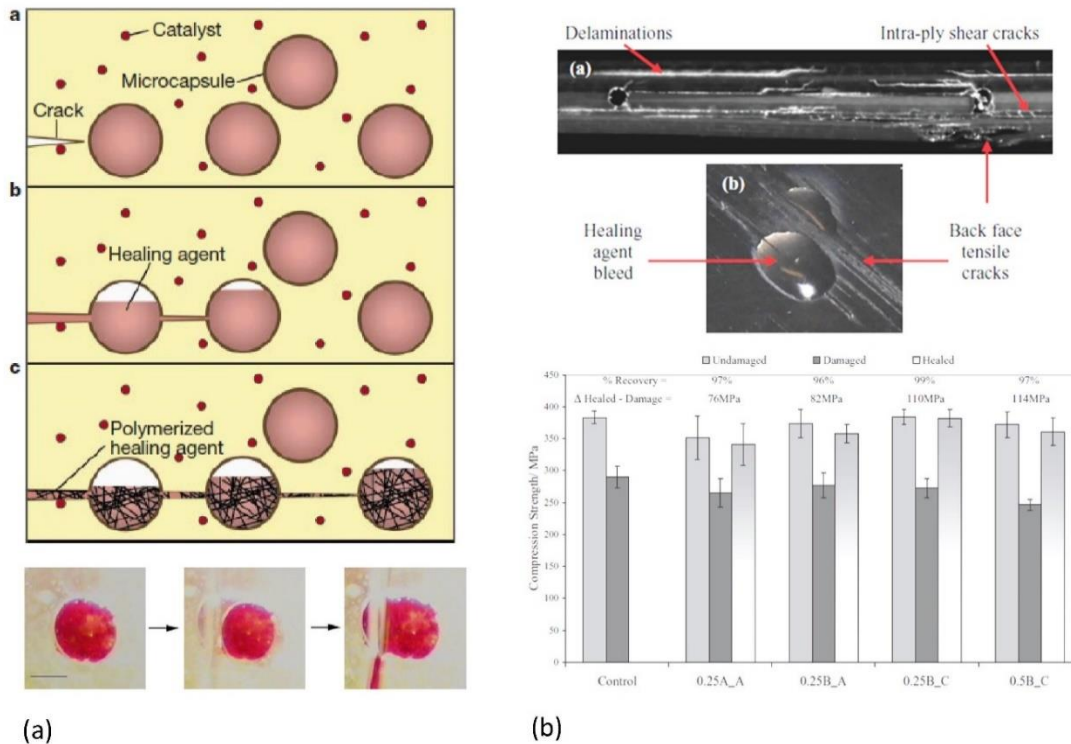 a
Catalyst
Microcapsule
Crack
b
Healing agent
c
Polymerized
healing agent
(a)
Delaminations
Intra-ply shear cracks
(a)
(b)
Healing
agent
bleed
Back face
tensile
cracks
Undamaged Damaged Healed
% Recovery = 97% 96% 99% 97%
Δ Healed - Damage = 76MPa 82MPa 110MPa 114MPa
Compression Strength/ MPa
450
400
350
300
250
200
150
100
50
0
Control 0.25A_A 0.25B_A 0.25B_C 0.5B_C
(b)